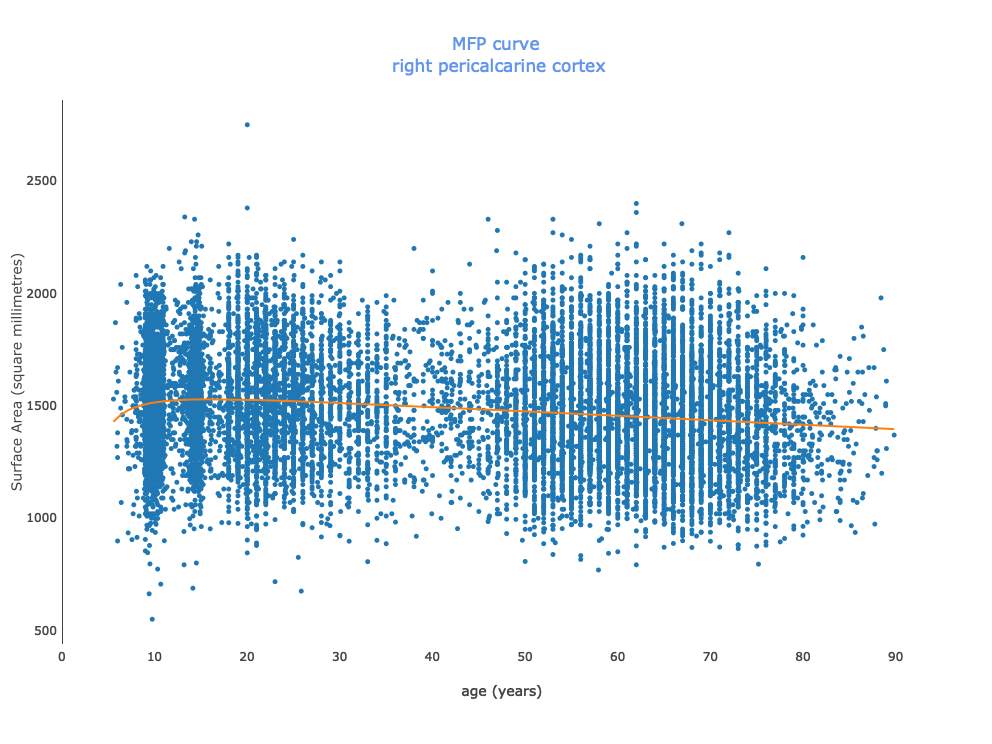 MFP curve
right pericalcarine cortex
Surface Area (square millimetres)
2500
2000
1500
1000
500
0 10 20 30 40 50 60 70 80 90
age (years)